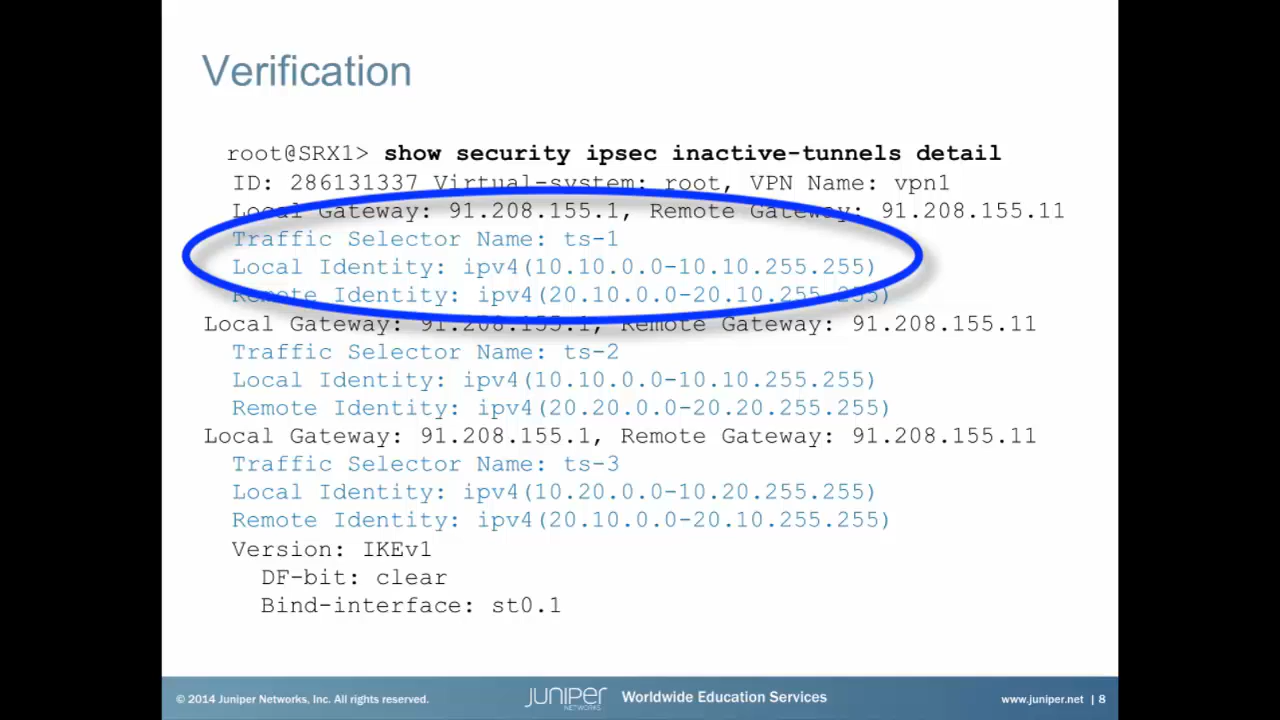 Verification
root@SRX1> show security ipsec inactive-tunnels detail
ID: 286131337 Virtual-system: root, VPN Name: vpn1
Local Gateway: 91.208.155.1, Remote Gateway: 91.208.155.11
Traffic Selector Name: ts-1
Local Identity: ipv4(10.10.0.0-10.10.255.255)
Remote Identity: ipv4(20.10.0.0-20.10.255.255)
Local Gateway: 91.208.155.1, Remote Gateway: 91.208.155.11
Traffic Selector Name: ts-2
Local Identity: ipv4(10.10.0.0-10.10.255.255)
Remote Identity: ipv4(20.20.0.0-20.20.255.255)
Local Gateway: 91.208.155.1, Remote Gateway: 91.208.155.11
Traffic Selector Name: ts-3
Local Identity: ipv4(10.20.0.0-10.20.255.255)
Remote Identity: ipv4(20.10.0.0-20.10.255.255)
Version: IKEv1
DF-bit: clear
Bind-interface: st0.1
© 2014 Juniper Networks, Inc. All rights reserved.
JUNIPER
NETWORKS
Worldwide Education Services
www.juniper.net | 8